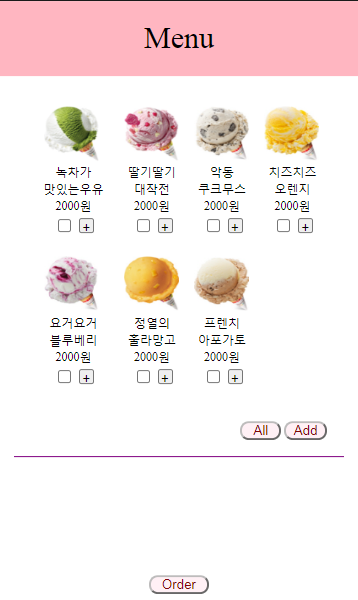 Menu
녹차가 딸기딸기 악동 치즈치즈
맛있는우유 대작전 쿠크무스 오렌지
2000원 2000원 2000원 2000원
+ + + +
요거요거 정열의 프렌치
블루베리 홀라망고 아포가토
2000원 2000원 2000원
+ + +
All Add
Order